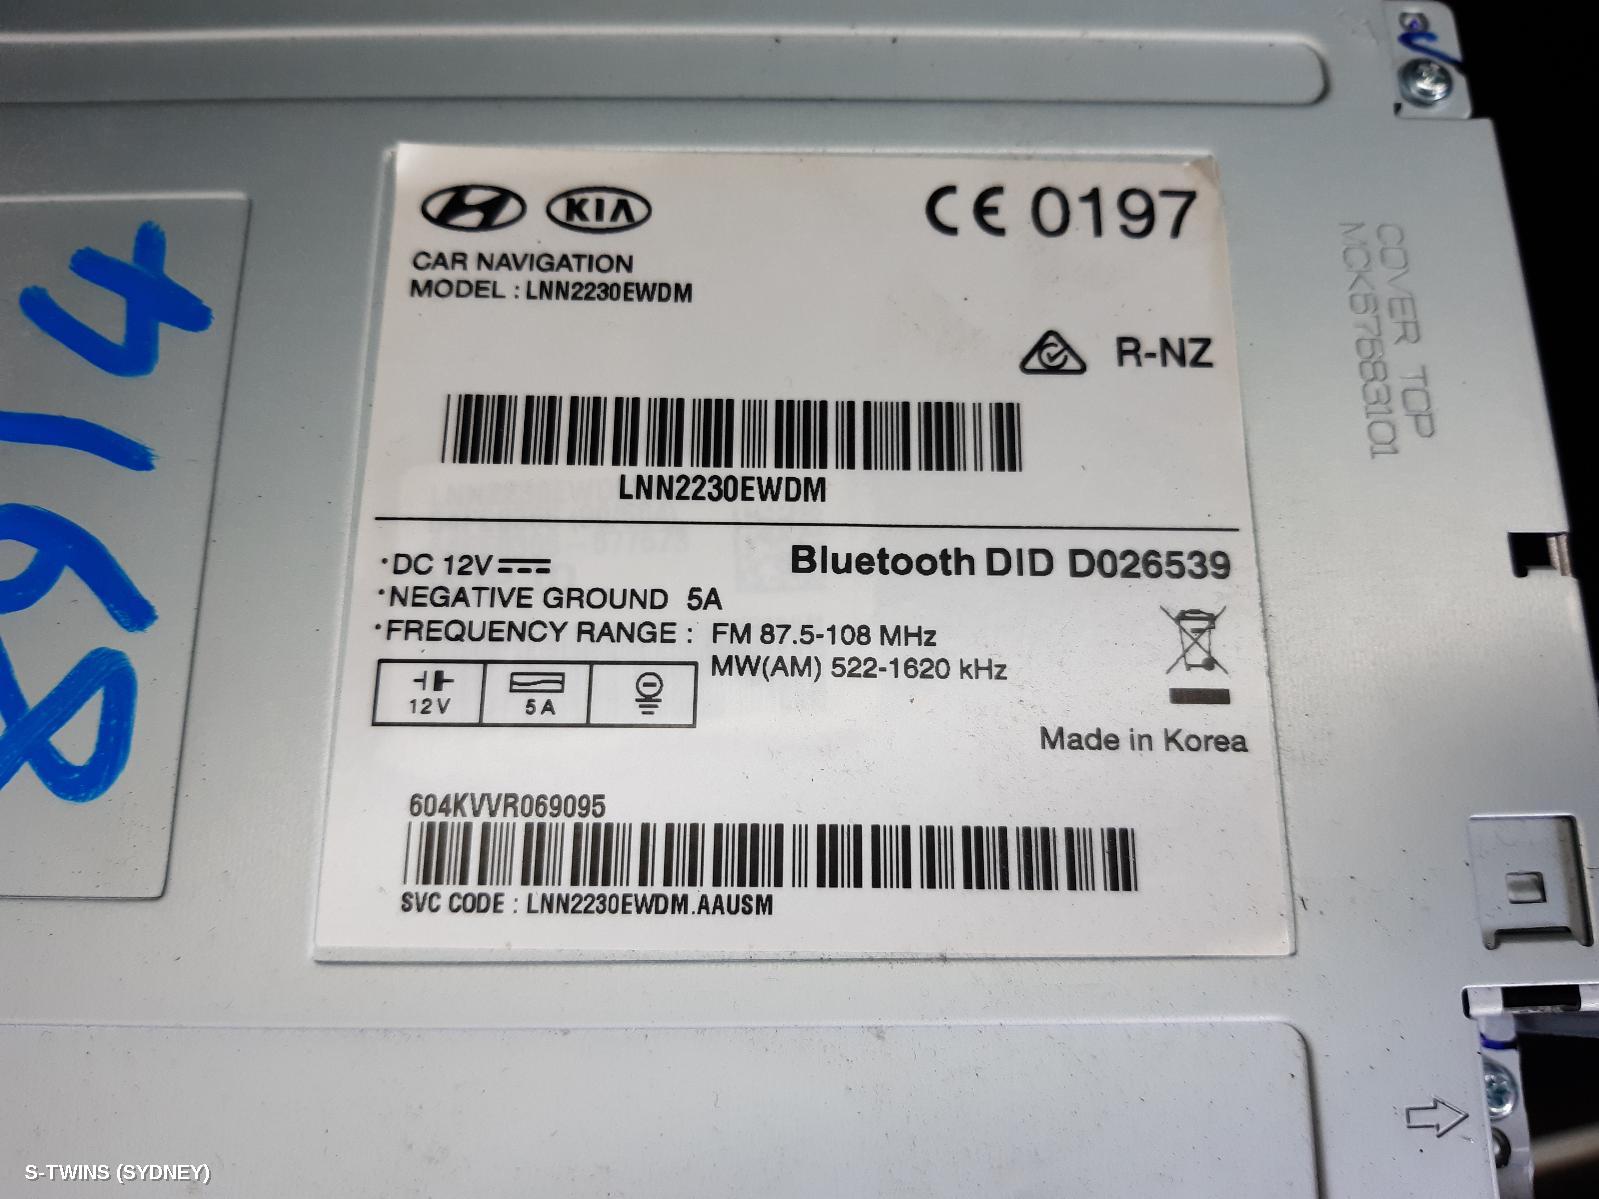 KIA
CE 0197
CAR NAVIGATION
MODEL : LNN2230EWDM
R-NZ
LNN2230EWDM
·DC 12V
Bluetooth DID D026539
·NEGATIVE GROUND 5A
·FREQUENCY RANGE : FM 87.5-108 MHz
MW(AM) 522-1620 kHz
12V
5A
Made in Korea
604KVVR069095
SVC CODE : LNN2230EWDM.AAUSM
COVER TOP
MCK67683101
4168
S-TWINS (SYDNEY)